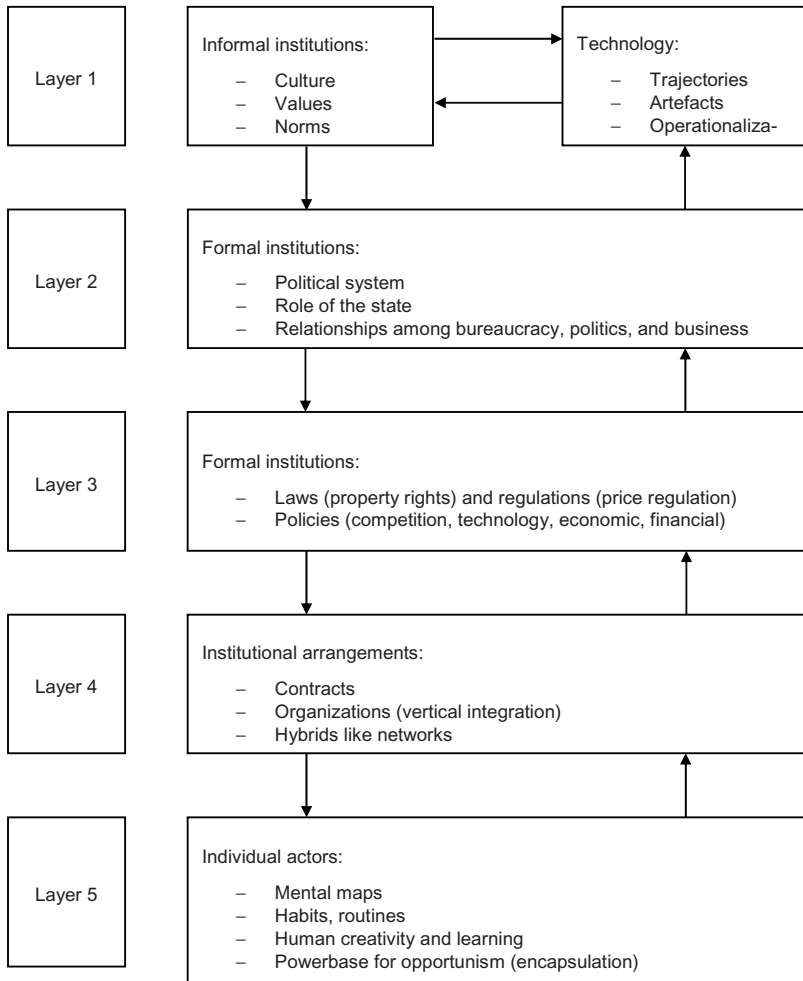 Layer 1
Informal institutions:
– Culture
– Values
– Norms
Technology:
– Trajectories
– Artefacts
– Operationaliza-
Layer 2
Formal institutions:
– Political system
– Role of the state
– Relationships among bureaucracy, politics, and business
Layer 3
Formal institutions:
– Laws (property rights) and regulations (price regulation)
– Policies (competition, technology, economic, financial)
Layer 4
Institutional arrangements:
– Contracts
– Organizations (vertical integration)
– Hybrids like networks
Layer 5
Individual actors:
– Mental maps
– Habits, routines
– Human creativity and learning
– Powerbase for opportunism (encapsulation)